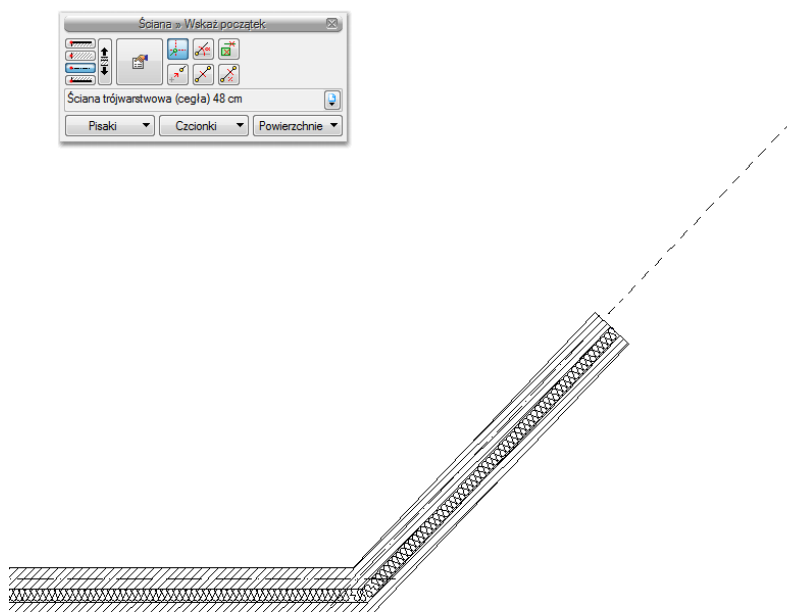 Ściana » Wskaż początek
Ściana trójwarstwowa (cegła) 48 cm
Pisaki Czcionki Powierzchnie